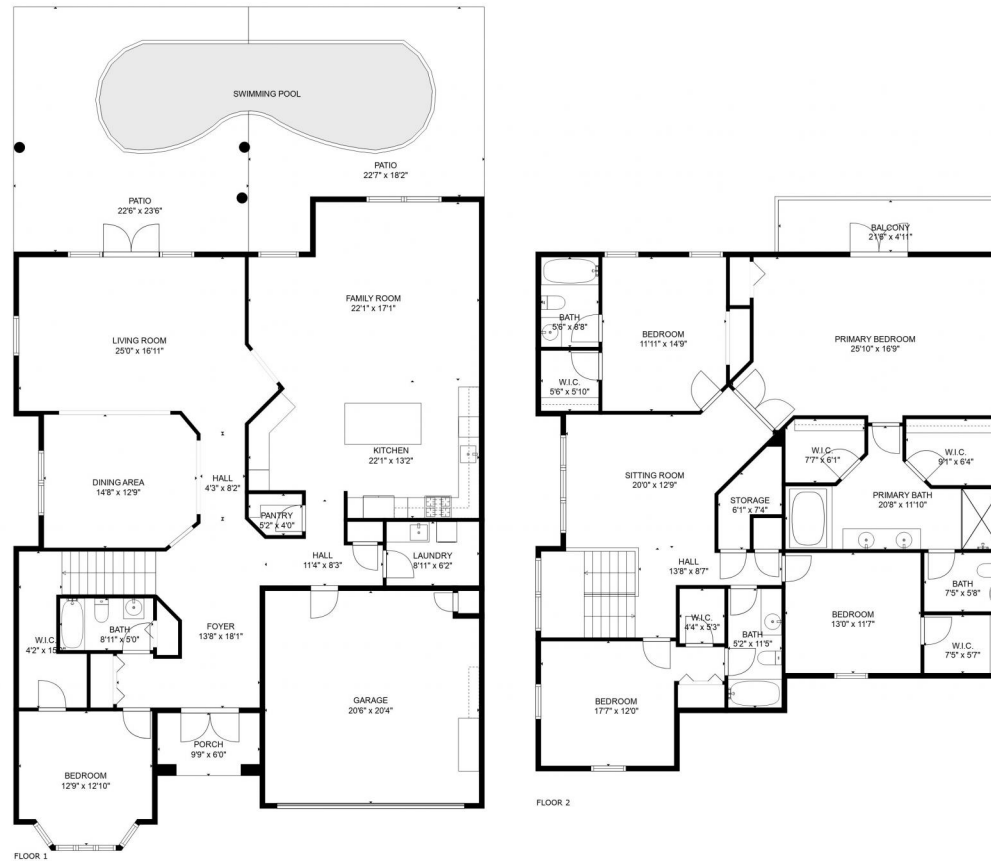 SWIMMING POOL
PATIO
22'7" x 18'2"
PATIO
22'6" x 23'6"
FAMILY ROOM
22'1" x 17'1"
LIVING ROOM
25'0" x 16'11"
KITCHEN
22'1" x 13'2"
DINING AREA
14'8" x 12'9"
HALL
4'3" x 8'2"
PANTRY
5'2" x 4'0"
HALL
11'4" x 8'3"
LAUNDRY
8'11" x 6'2"
BATH
8'11" x 5'0"
FOYER
13'8" x 18'1"
W.I.C.
GARAGE
20'6" x 20'4"
PORCH
9'9" x 6'0"
BEDROOM
12'9" x 12'10"
FLOOR 1
BALCONY
21'8" x 4'11"
BATH
5'6" x 8'8"
BEDROOM
11'11" x 14'9"
PRIMARY BEDROOM
25'10" x 16'9"
W.I.C.
5'6" x 5'10"
W.I.C.
7'7" x 6'1"
W.I.C.
9'1" x 6'4"
SITTING ROOM
20'0" x 12'9"
STORAGE
6'1" x 7'4"
PRIMARY BATH
20'8" x 11'10"
HALL
13'8" x 8'7"
BATH
7'5" x 5'8"
BEDROOM
13'0" x 11'7"
W.I.C.
4'4" x 5'3"
BATH
5'2" x 11'5"
W.I.C.
7'5" x 5'7"
BEDROOM
17'7" x 12'0"
FLOOR 2